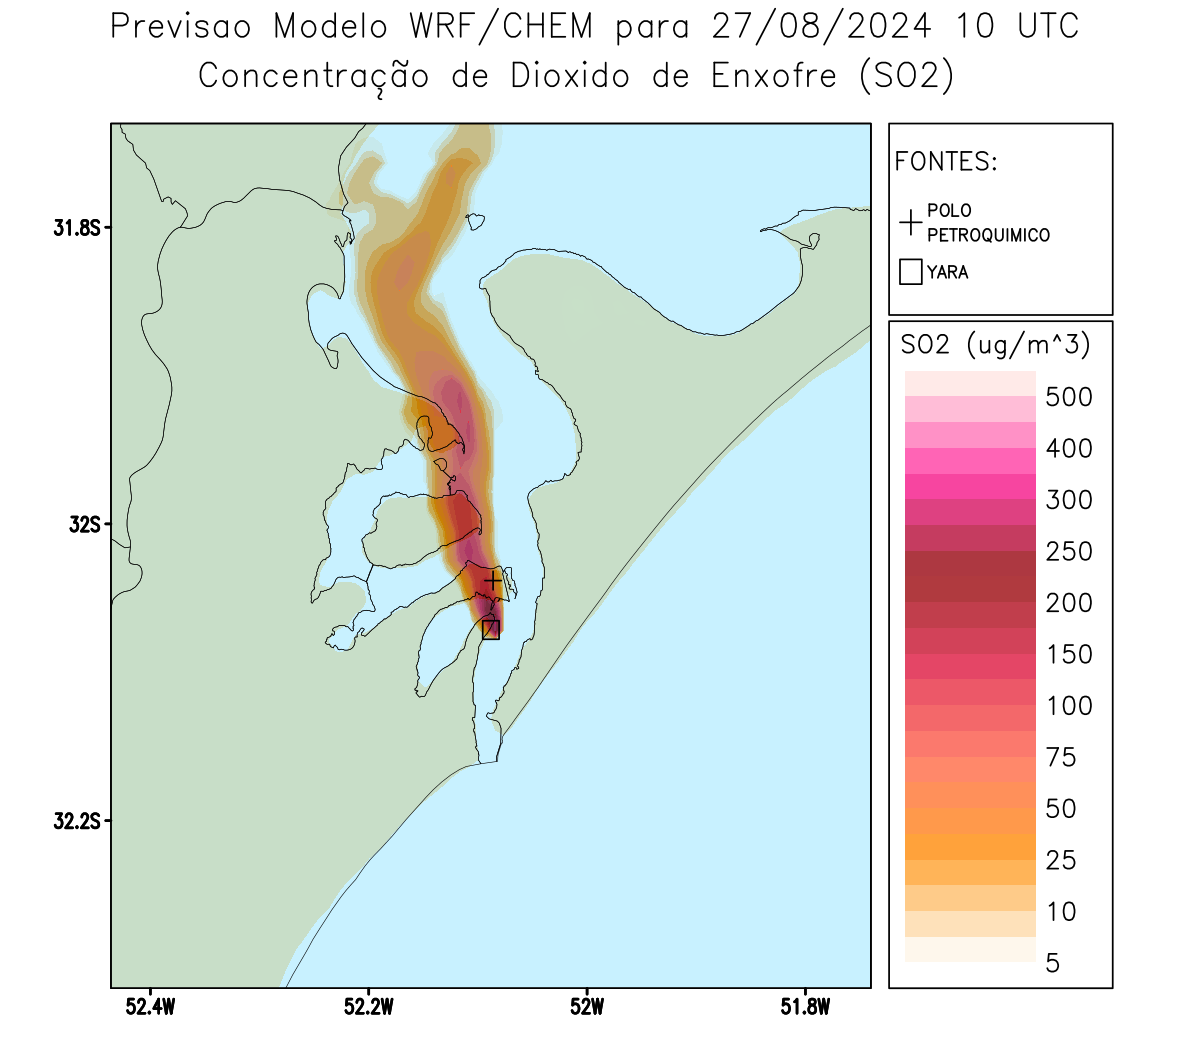 Previsao Modelo WRF/CHEM para 27/08/2024 10 UTC
Concentração de Dioxido de Enxofre (SO2)
FONTES:
POLO
PETROQUIMICO
YARA
SO2 (ug/m^3)
500
400
300
250
200
150
100
75
50
25
10
5
31.8S
32S
32.2S
52.4W
52.2W
52W
51.8W